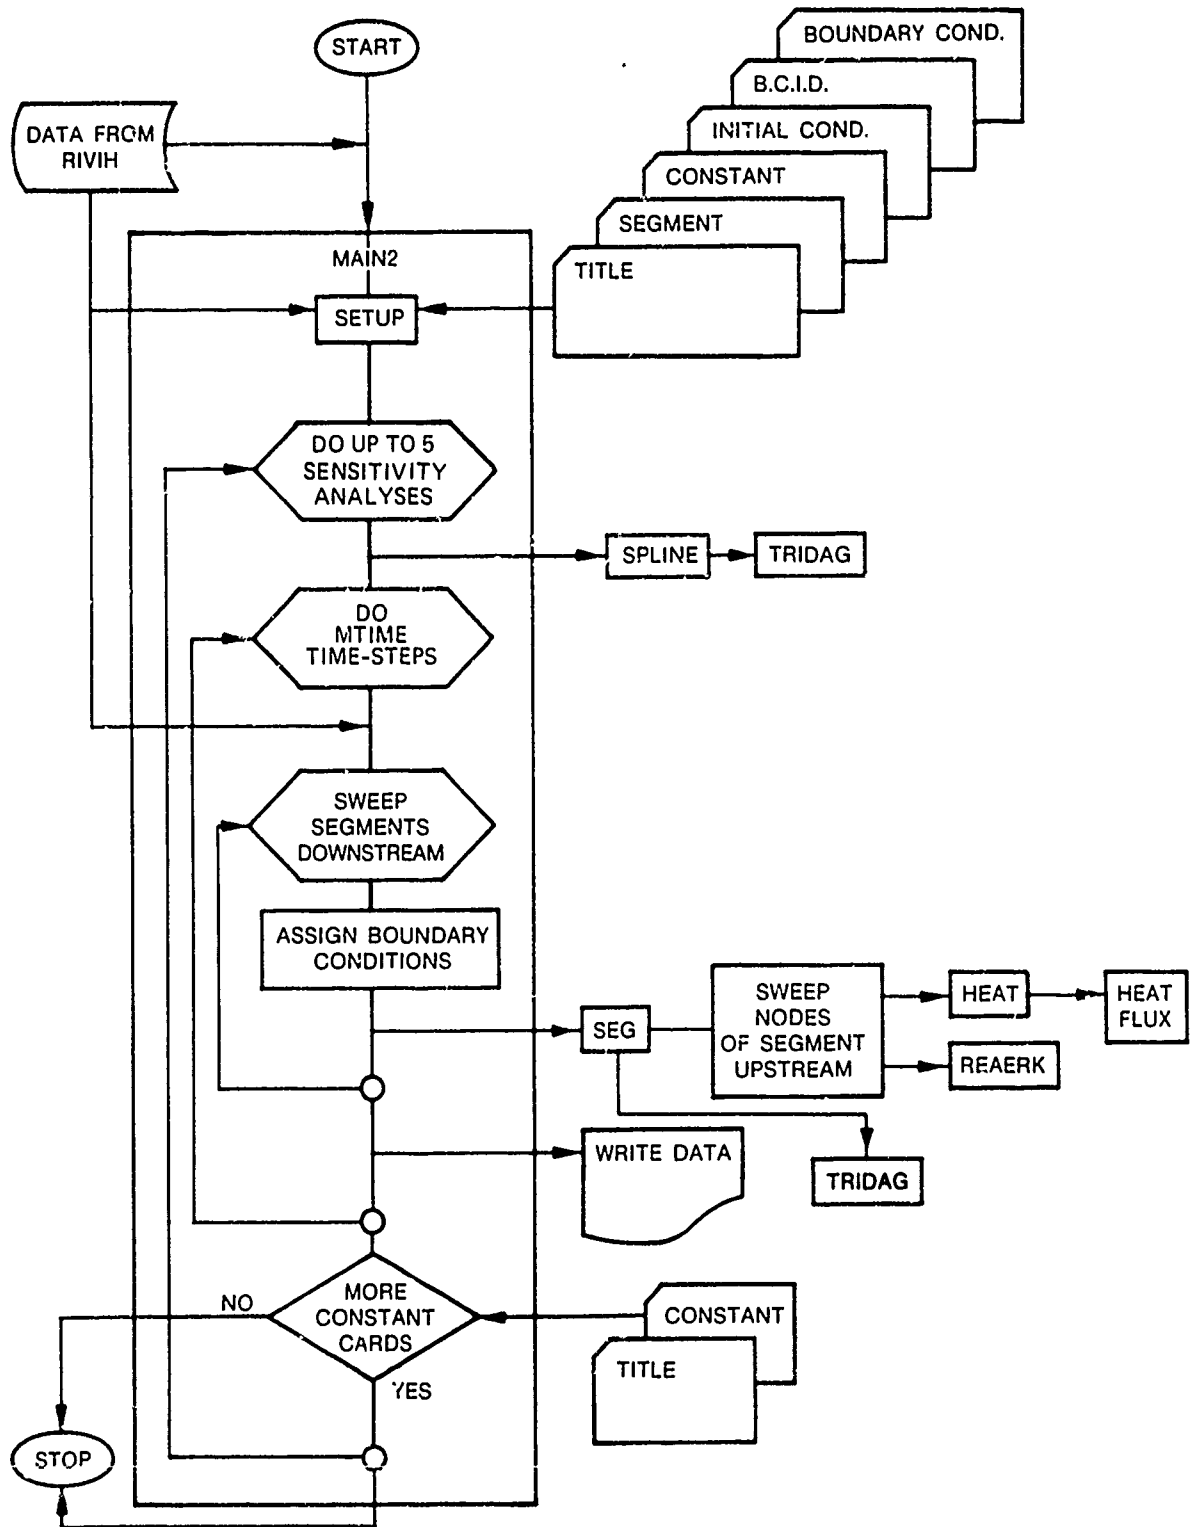 START
BOUNDARY COND.
B.C.I.D.
INITIAL COND.
CONSTANT
SEGMENT
TITLE
DATA FROM
RIVIH
MAIN2
SETUP
DO UP TO 5
SENSITIVITY
ANALYSES
SPLINE
TRIDAG
DO
MTIME
TIME-STEPS
SWEEP
SEGMENTS
DOWNSTREAM
ASSIGN BOUNDARY
CONDITIONS
SEG
SWEEP
NODES
OF SEGMENT
UPSTREAM
HEAT
HEAT
FLUX
REAERK
TRIDAG
WRITE DATA
MORE
CONSTANT
CARDS
NO
YES
CONSTANT
TITLE
STOP